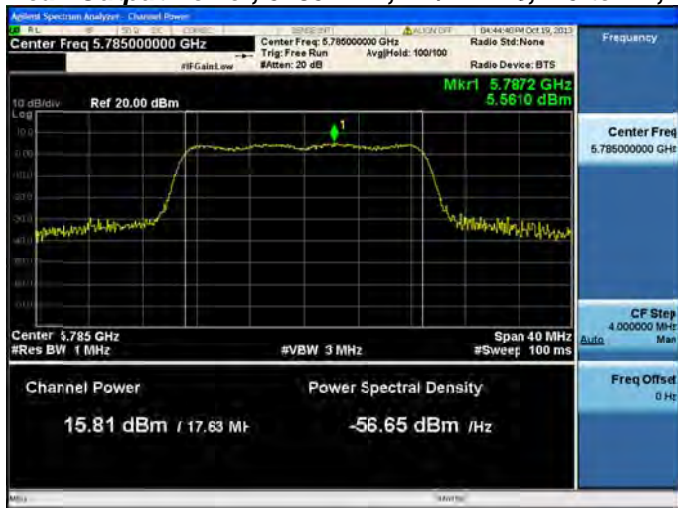 Agilent Spectrum Analyzer - Channel Power
04:44:40 PM Oct 19, 2013
Center Freq 5.785000000 GHz
Center Freq: 5.785000000 GHz
Radio Std: None
Frequency
Trig: Free Run
Avg|Hold: 100/100
#IFGain:Low
#Atten: 20 dB
Radio Device: BTS
Mkr1 5.7872 GHz
5.5610 dBm
10 dB/div
Ref 20.00 dBm
Log
1
Center Freq
5.785000000 GHz
Center 5.785 GHz
Span 40 MHz
#Res BW 1 MHz
#VBW 3 MHz
#Sweep 100 ms
CF Step
4.000000 MHz
Auto
Man
Channel Power
Power Spectral Density
Freq Offset
0 Hz
15.81 dBm / 17.63 MH
-56.65 dBm /Hz